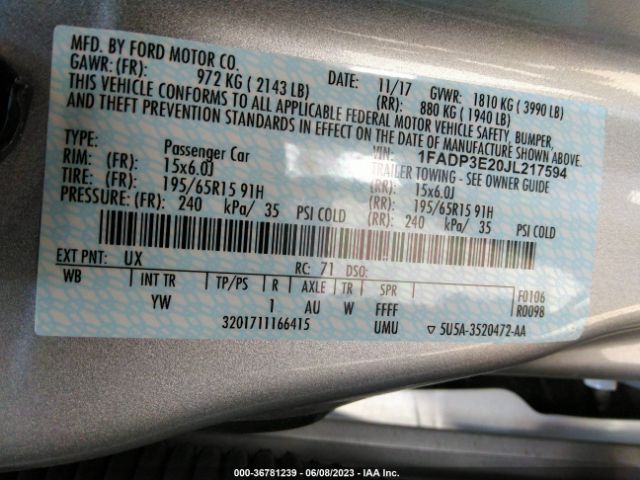 MFD. BY FORD MOTOR CO.
DATE: 11/17 GVWR: 1810 KG ( 3990 LB)
GAWR: (FR): 972 KG ( 2143 LB) (RR): 880 KG ( 1940 LB)
THIS VEHICLE CONFORMS TO ALL APPLICABLE FEDERAL MOTOR VEHICLE SAFETY, BUMPER,
AND THEFT PREVENTION STANDARDS IN EFFECT ON THE DATE OF MANUFACTURE SHOWN ABOVE.
VIN: 1FADP3E20JL217594
TYPE: Passenger Car TRAILER TOWING - SEE OWNER GUIDE
RIM: (FR): 15x6.0J (RR): 15x6.0J
TIRE: (FR): 195/65R15 91H (RR): 195/65R15 91H
PRESSURE: (FR): 240 kPa/ 35 PSI COLD (RR): 240 kPa/ 35 PSI COLD
EXT PNT: UX RC: 71 DSO:
WB INT TR TP/PS R AXLE TR SPR F0106
YW 1 AU W FFFF R0098
3201711166415 UMU ▽ 5U5A-3520472-AA
000-36781239 - 06/08/2023 - IAA Inc.